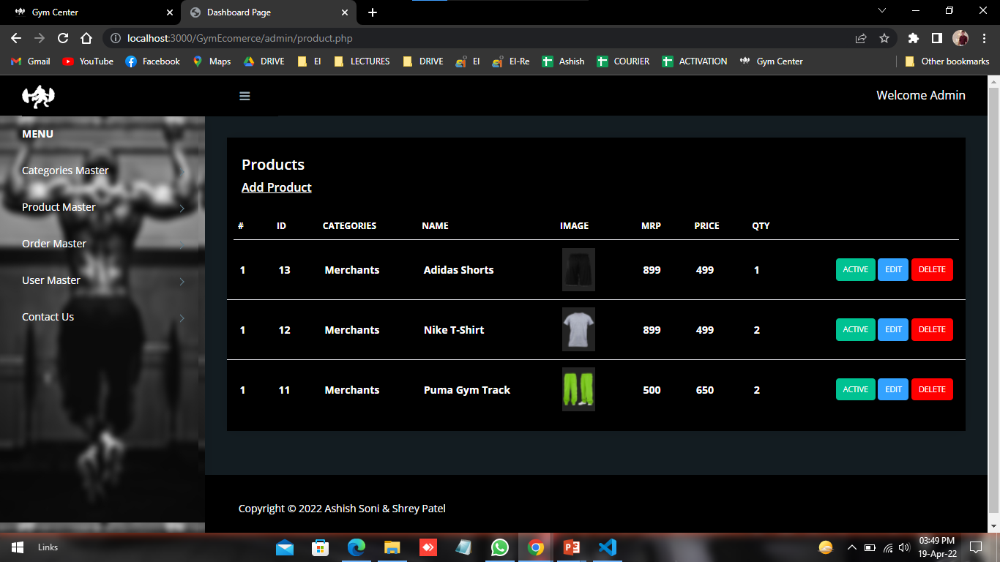 Gym Center
Dashboard Page
localhost:3000/GymEcomerce/admin/product.php
Gmail YouTube Facebook Maps DRIVE EI LECTURES DRIVE EI EI-Re Ashish COURIER ACTIVATION Gym Center Other bookmarks
Welcome Admin
MENU
Categories Master
Product Master
Order Master
User Master
Contact Us
Products
Add Product
# ID CATEGORIES NAME IMAGE MRP PRICE QTY
1 13 Merchants Adidas Shorts 899 499 1 ACTIVE EDIT DELETE
1 12 Merchants Nike T-Shirt 899 499 2 ACTIVE EDIT DELETE
1 11 Merchants Puma Gym Track 500 650 2 ACTIVE EDIT DELETE
Copyright © 2022 Ashish Soni & Shrey Patel
Links
03:49 PM
19-Apr-22